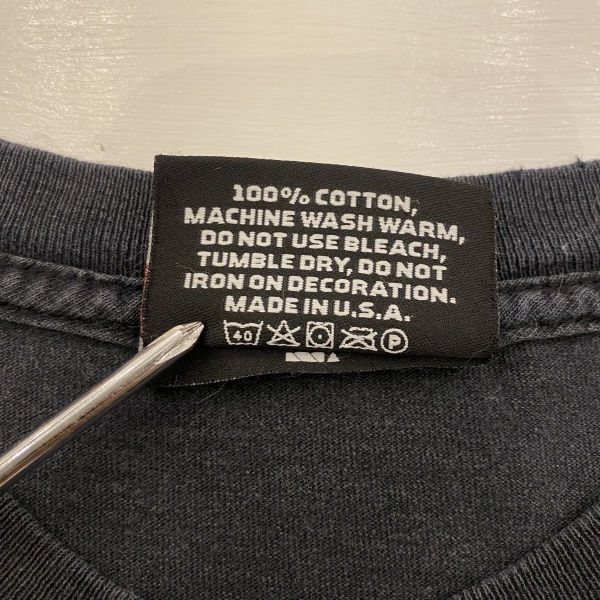 100% COTTON,
MACHINE WASH WARM,
DO NOT USE BLEACH,
TUMBLE DRY, DO NOT
IRON ON DECORATION.
MADE IN U.S.A.
40 P